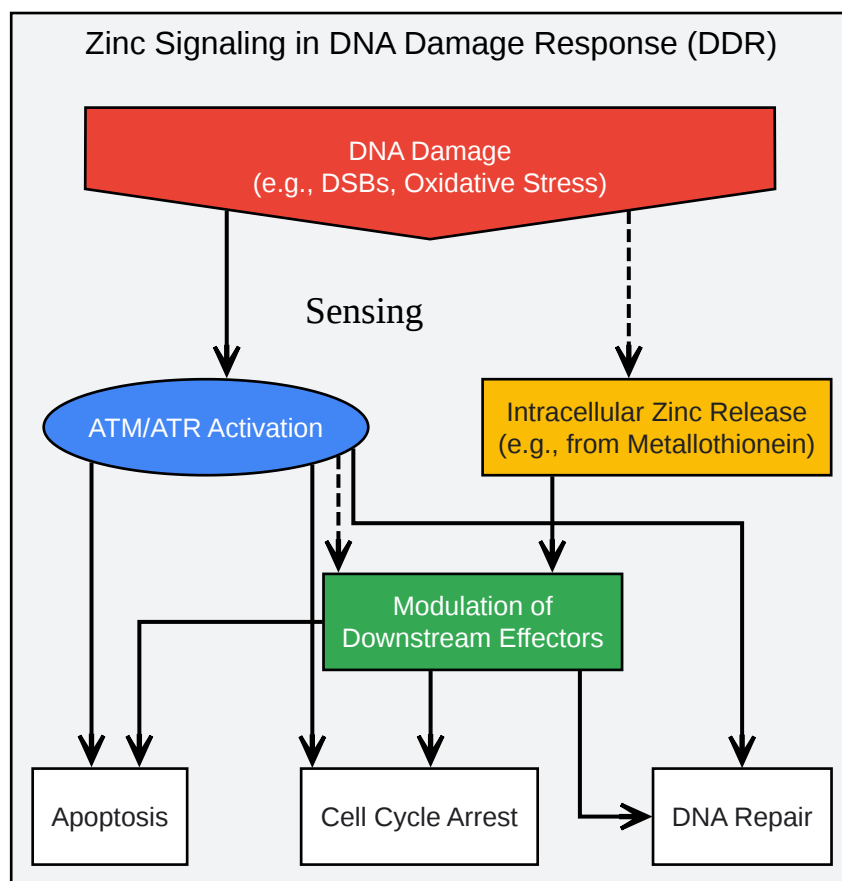 Zinc Signaling in DNA Damage Response (DDR)
DNA Damage
(e.g., DSBs, Oxidative Stress)
Sensing
ATM/ATR Activation
Intracellular Zinc Release
(e.g., from Metallothionein)
Modulation of
Downstream Effectors
Apoptosis
Cell Cycle Arrest
DNA Repair